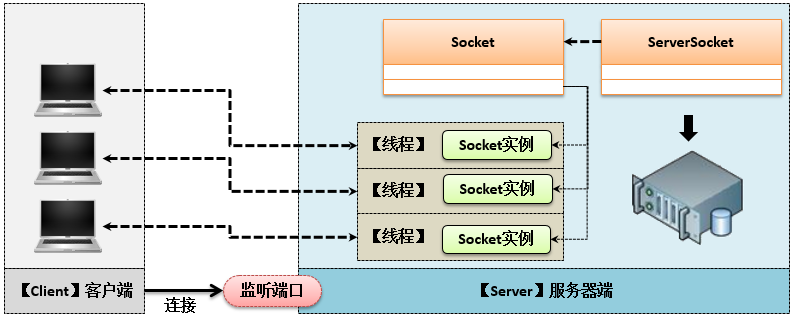 Socket
ServerSocket
【线程】 Socket实例
【线程】 Socket实例
【线程】 Socket实例
【Client】客户端
连接
监听端口
【Server】服务器端